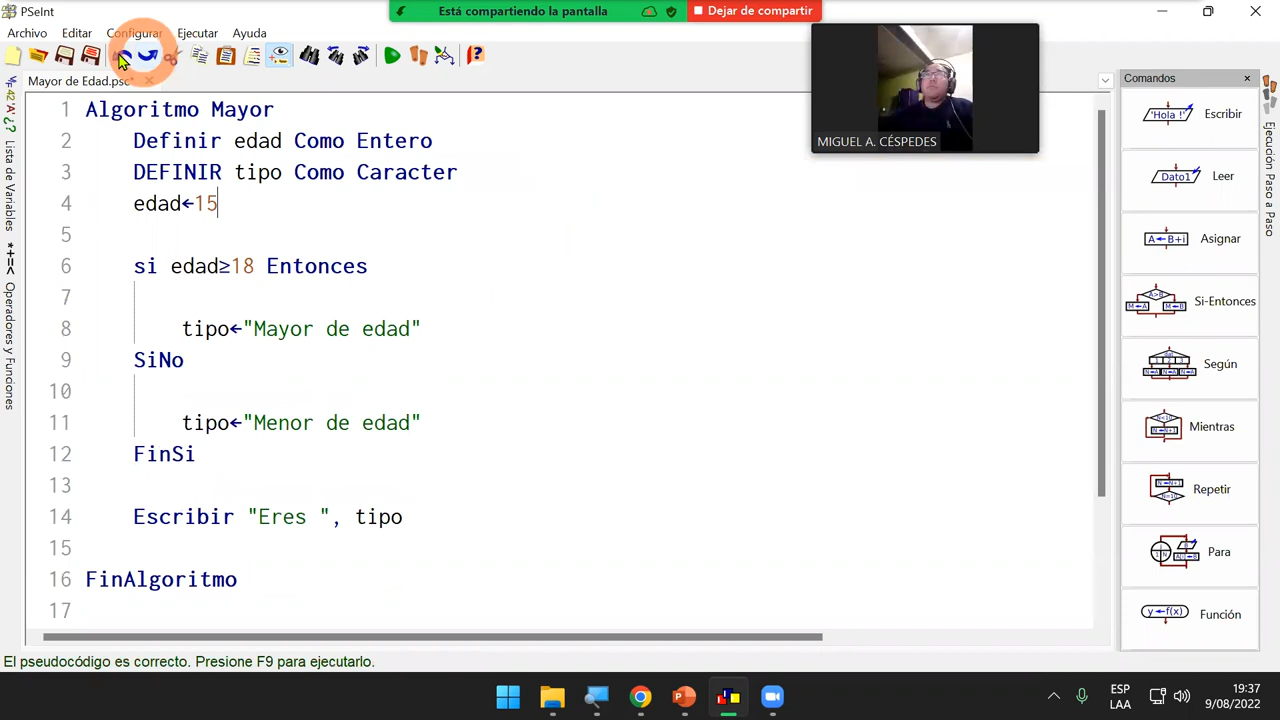 PSeInt
Está compartiendo la pantalla
Dejar de compartir
Archivo Editar Configurar Ejecutar Ayuda
Mayor de Edad.psc*
MIGUEL A. CÉSPEDES
Lista de Variables
Operadores y Funciones
1 Algoritmo Mayor
2 Definir edad Como Entero
3 DEFINIR tipo Como Caracter
4 edad←15
5
6 si edad≥18 Entonces
7
8 tipo←"Mayor de edad"
9 SiNo
10
11 tipo←"Menor de edad"
12 FinSi
13
14 Escribir "Eres ", tipo
15
16 FinAlgoritmo
17
Comandos
'Hola !' Escribir
Dato1 Leer
A←B+i Asignar
A>B Si-Entonces
Según
Mientras
Repetir
Para
y←f(x) Función
Ejecución Paso a Paso
El pseudocódigo es correcto. Presione F9 para ejecutarlo.
ESP
LAA
19:37
9/08/2022